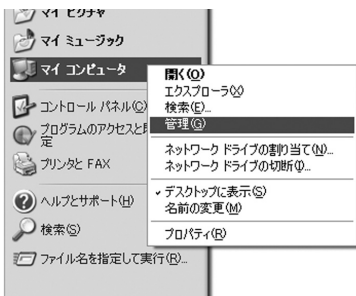 マイ ピクチャ
マイ ミュージック
マイ コンピュータ
コントロール パネル(C)
プログラムのアクセスと
定
プリンタと FAX
ヘルプとサポート(H)
検索(S)
ファイル名を指定して実行(R)...
開く(O)
エクスプローラ(X)
検索(E)...
管理(G)
ネットワーク ドライブの割り当て(N)...
ネットワーク ドライブの切断(I)...
デスクトップに表示(S)
名前の変更(M)
プロパティ(R)